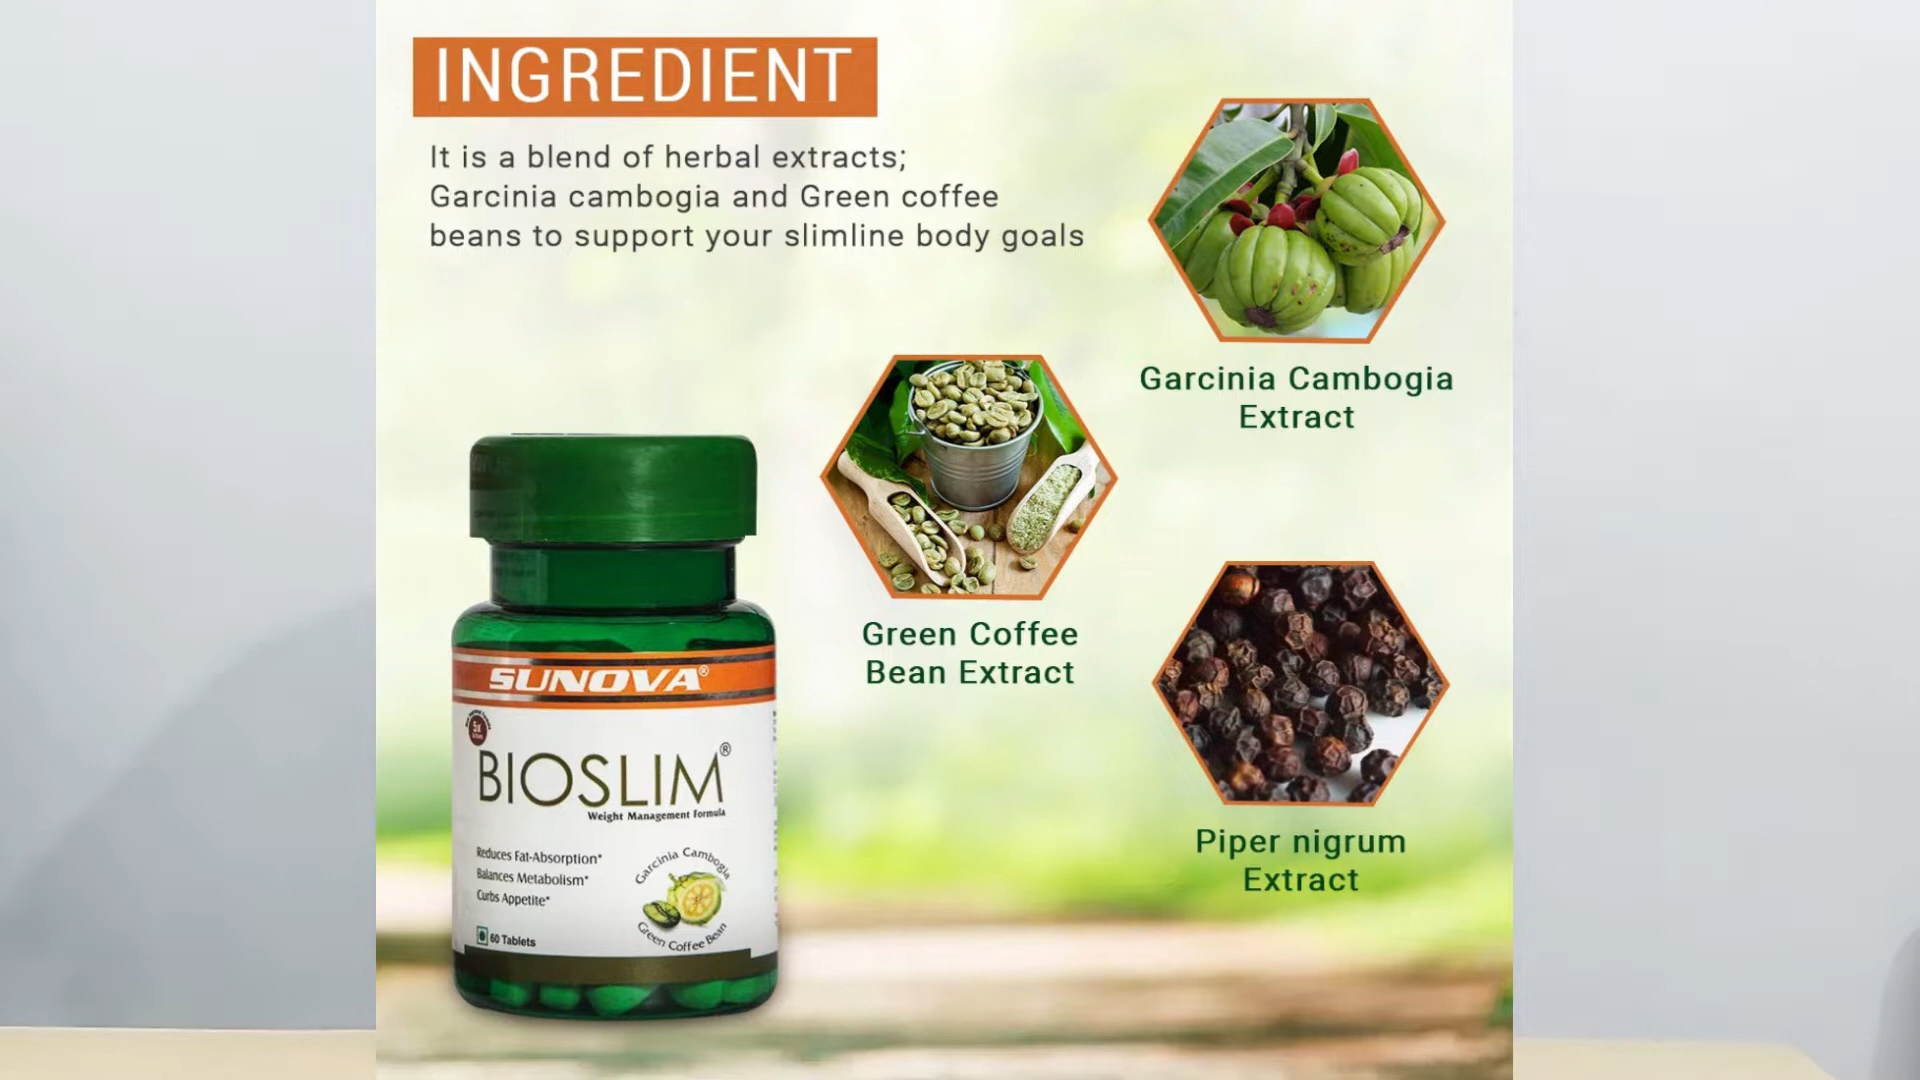 INGREDIENT
It is a blend of herbal extracts;
Garcinia cambogia and Green coffee
beans to support your slimline body goals
Garcinia Cambogia
Extract
Green Coffee
Bean Extract
Piper nigrum
Extract
SUNOVA®
5x
BIOSLIM®
Weight Management Formula
Reduces Fat-Absorption*
Balances Metabolism*
Curbs Appetite*
Garcinia Cambogia
Green Coffee Bean
60 Tablets